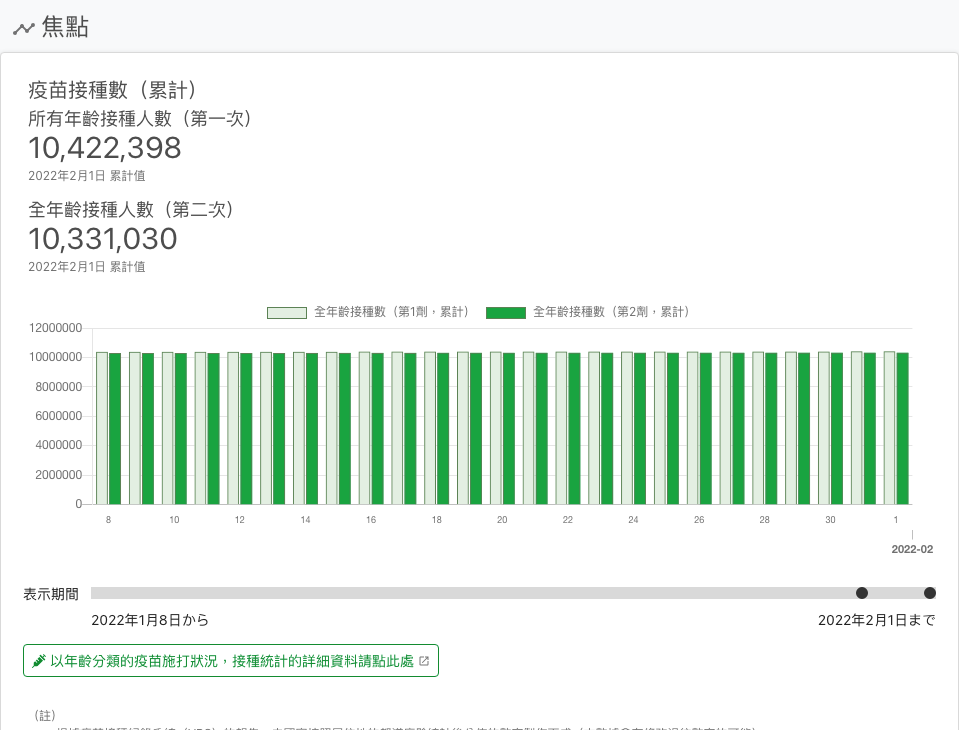 焦點
疫苗接種數（累計）
所有年齡接種人數（第一次）
10,422,398
2022年2月1日 累計值
全年齡接種人數（第二次）
10,331,030
2022年2月1日 累計值
全年齡接種數（第1劑，累計） 全年齡接種數（第2劑，累計）
12000000
10000000
8000000
6000000
4000000
2000000
0
8 10 12 14 16 18 20 22 24 26 28 30 1
2022-02
表示期間
2022年1月8日から 2022年2月1日まで
以年齡分類的疫苗施打狀況，接種統計的詳細資料請點此處
（註）